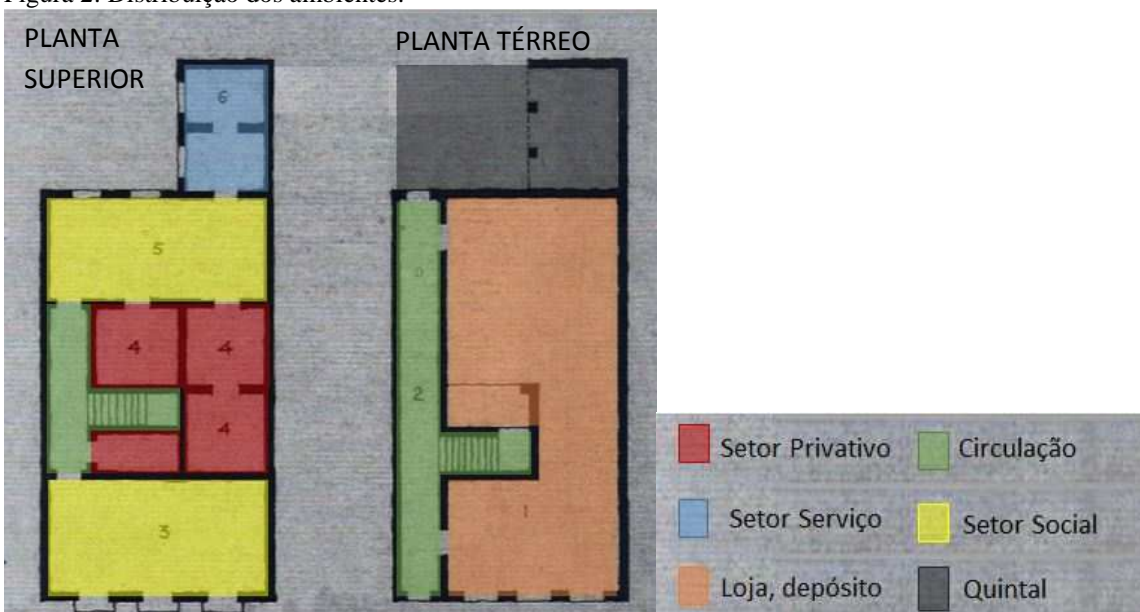 Figura 2: Distribuição dos ambientes.
PLANTA
SUPERIOR
6
5
4
4
4
3
PLANTA TÉRREO
2
1
Setor Privativo
Circulação
Setor Serviço
Setor Social
Loja, depósito
Quintal